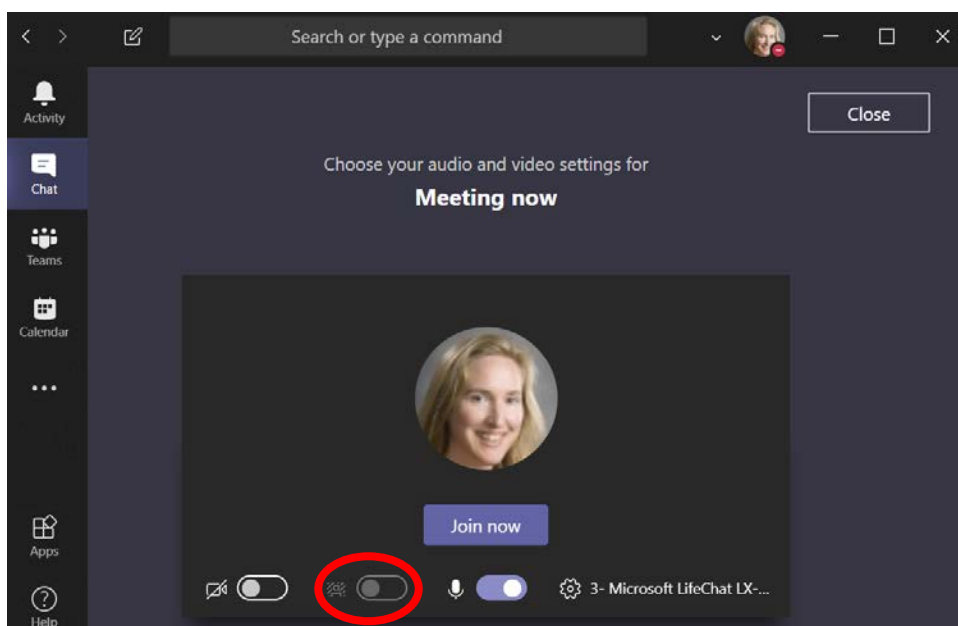 Search or type a command
Activity
Close
Choose your audio and video settings for
Meeting now
Chat
Teams
Calendar
Join now
Apps
3- Microsoft LifeChat LX-...
Help